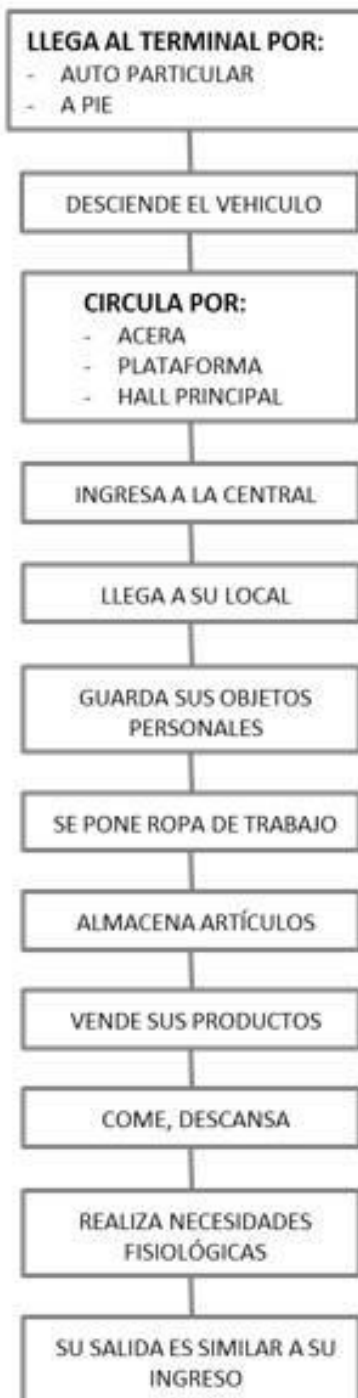 LLEGA AL TERMINAL POR:
- AUTO PARTICULAR
- A PIE
DESCIENDE EL VEHICULO
CIRCULA POR:
- ACERA
- PLATAFORMA
- HALL PRINCIPAL
INGRESA A LA CENTRAL
LLEGA A SU LOCAL
GUARDA SUS OBJETOS
PERSONALES
SE PONE ROPA DE TRABAJO
ALMACENA ARTÍCULOS
VENDE SUS PRODUCTOS
COME, DESCANSA
REALIZA NECESIDADES
FISIOLÓGICAS
SU SALIDA ES SIMILAR A SU
INGRESO